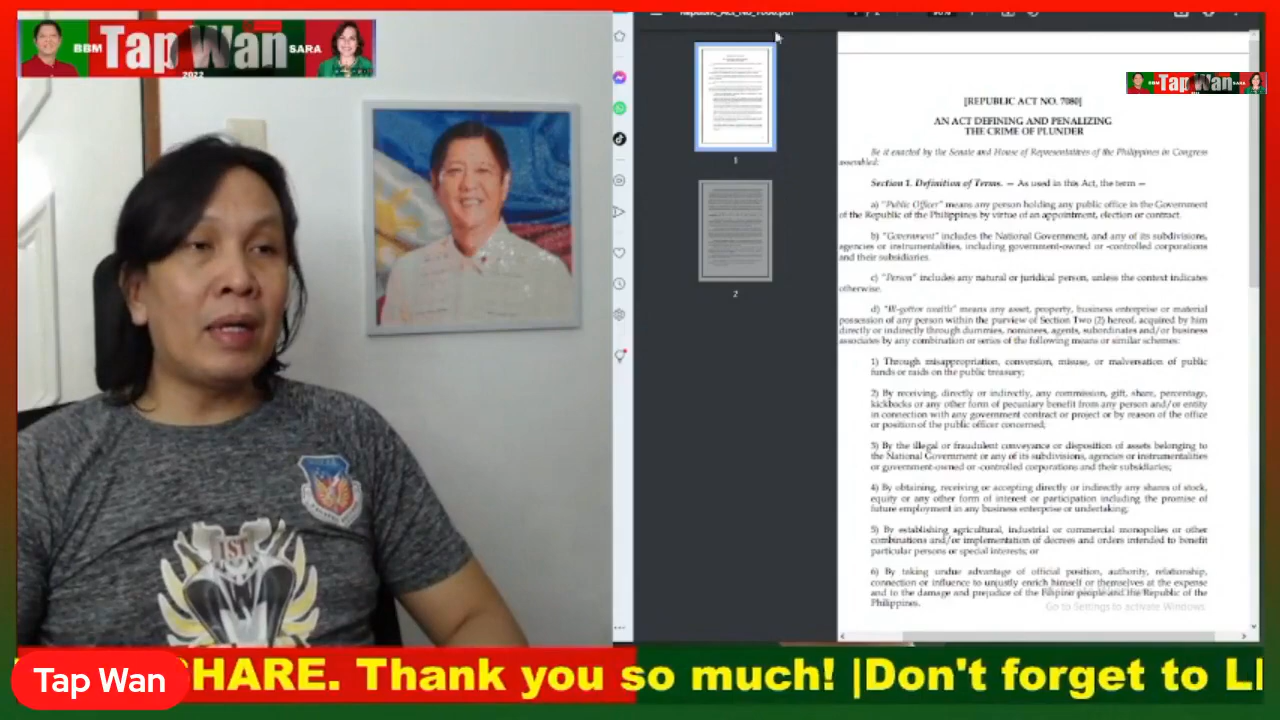 BBM Tap Wan SARA
2022
Republic_Act_No_7080.pdf
BBM Tap Wan SARA
[REPUBLIC ACT NO. 7080]
AN ACT DEFINING AND PENALIZING
THE CRIME OF PLUNDER
Be it enacted by the Senate and House of Representatives of the Philippines in Congress
assembled:
Section 1. Definition of Terms. — As used in this Act, the term —
a) "Public Officer" means any person holding any public office in the Government
of the Republic of the Philippines by virtue of an appointment, election or contract.
b) "Government" includes the National Government, and any of its subdivisions,
agencies or instrumentalities, including government-owned or -controlled corporations
and their subsidiaries.
c) "Person" includes any natural or juridical person, unless the context indicates
otherwise.
d) "Ill-gotten wealth" means any asset, property, business enterprise or material
possession of any person within the purview of Section Two (2) hereof, acquired by him
directly or indirectly through dummies, nominees, agents, subordinates and/or business
associates by any combination or series of the following means or similar schemes:
1) Through misappropriation, conversion, misuse, or malversation of public
funds or raids on the public treasury;
2) By receiving, directly or indirectly, any commission, gift, share, percentage,
kickbacks or any other form of pecuniary benefit from any person and/or entity
in connection with any government contract or project or by reason of the office
or position of the public officer concerned;
3) By the illegal or fraudulent conveyance or disposition of assets belonging to
the National Government or any of its subdivisions, agencies or instrumentalities
or government-owned or -controlled corporations and their subsidiaries;
4) By obtaining, receiving or accepting directly or indirectly any shares of stock,
equity or any other form of interest or participation including the promise of
future employment in any business enterprise or undertaking;
5) By establishing agricultural, industrial or commercial monopolies or other
combinations and/or implementation of decrees and orders intended to benefit
particular persons or special interests; or
6) By taking undue advantage of official position, authority, relationship,
connection or influence to unjustly enrich himself or themselves at the expense
and to the damage and prejudice of the Filipino people and the Republic of the
Philippines.
Go to Settings to activate Windows.
1
2
1ST
Tap Wan
HARE. Thank you so much! |Don't forget to LI